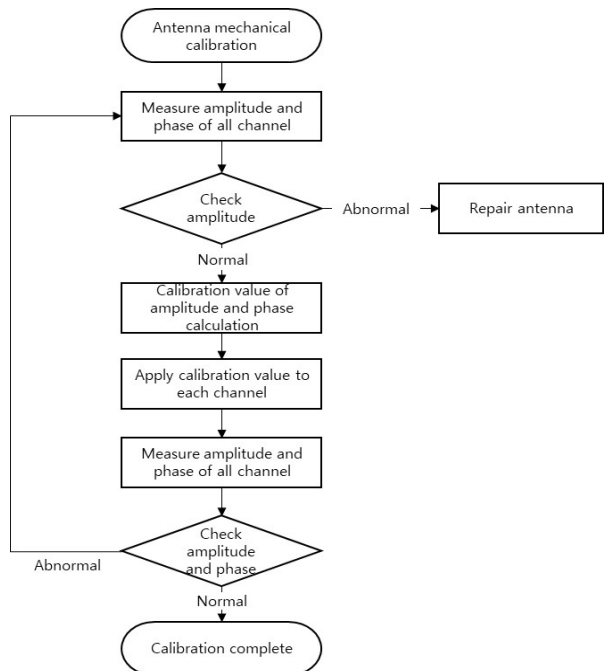 Antenna mechanical
calibration
Measure amplitude and
phase of all channel
Check
amplitude
Abnormal
Repair antenna
Normal
Calibration value of
amplitude and phase
calculation
Apply calibration value to
each channel
Measure amplitude and
phase of all channel
Check
amplitude
and phase
Abnormal
Normal
Calibration complete